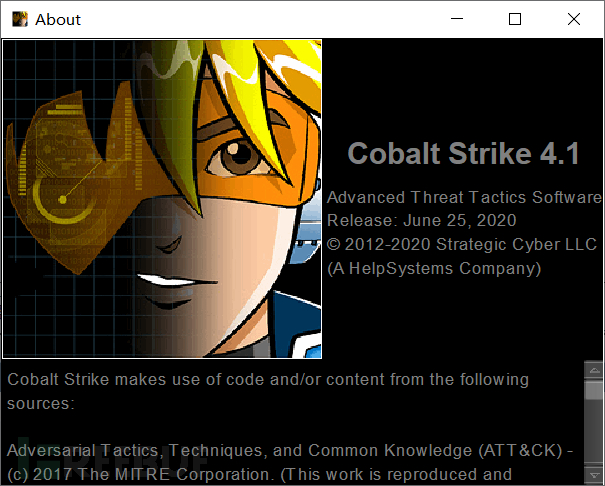 About
Cobalt Strike 4.1
Advanced Threat Tactics Software
Release: June 25, 2020
© 2012-2020 Strategic Cyber LLC
(A HelpSystems Company)
Cobalt Strike makes use of code and/or content from the following
sources:
Adversarial Tactics, Techniques, and Common Knowledge (ATT&CK) -
(c) 2017 The MITRE Corporation. (This work is reproduced and